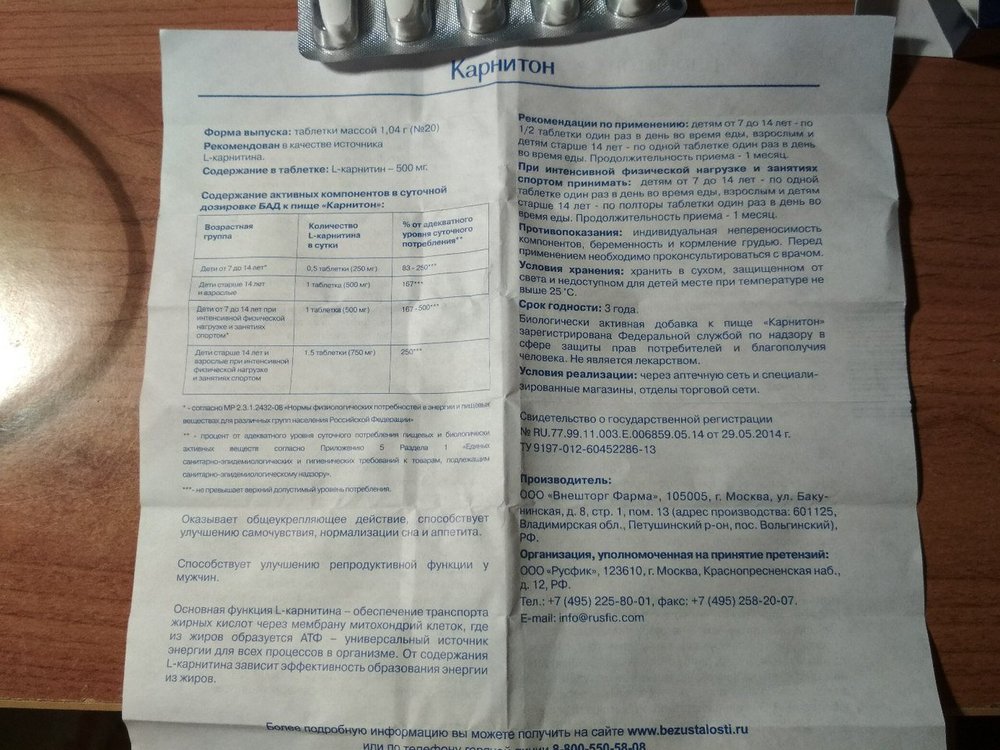 Карнитон
Форма выпуска: таблетки массой 1,04 г (№20)
Рекомендован в качестве источника
L-карнитина.
Содержание в таблетке: L-карнитин – 500 мг.
Содержание активных компонентов в суточной
дозировке БАД к пище «Карнитон»:
Возрастная группа | Количество L-карнитина в сутки | % от адекватного уровня суточного потребления**
Дети от 7 до 14 лет* | 0,5 таблетки (250 мг) | 83 - 250***
Дети старше 14 лет и взрослые | 1 таблетка (500 мг) | 167***
Дети от 7 до 14 лет при интенсивной физической нагрузке и занятиях спортом* | 1 таблетка (500 мг) | 167 - 500***
Дети старше 14 лет и взрослые при интенсивной физической нагрузке и занятиях спортом | 1,5 таблетки (750 мг) | 250***
* - согласно МР 2.3.1.2432-08 «Нормы физиологических потребностей в энергии и пищевых
веществах для различных групп населения Российской Федерации»
** - процент от адекватного уровня суточного потребления пищевых и биологически
активных веществ согласно Приложению 5 Раздела 1 «Единых
санитарно-эпидемиологических и гигиенических требований к товарам, подлежащим
санитарно-эпидемиологическому надзору».
*** - не превышает верхний допустимый уровень потребления.
Оказывает общеукрепляющее действие, способствует
улучшению самочувствия, нормализации сна и аппетита.
Способствует улучшению репродуктивной функции у
мужчин.
Основная функция L-карнитина – обеспечение транспорта
жирных кислот через мембрану митохондрий клеток, где
из жиров образуется АТФ – универсальный источник
энергии для всех процессов в организме. От содержания
L-карнитина зависит эффективность образования энергии
из жиров.
Рекомендации по применению: детям от 7 до 14 лет - по
1/2 таблетки один раз в день во время еды, взрослым и
детям старше 14 лет - по одной таблетке один раз в день
во время еды. Продолжительность приема - 1 месяц.
При интенсивной физической нагрузке и занятиях
спортом принимать: детям от 7 до 14 лет - по одной
таблетке один раз в день во время еды, взрослым и детям
старше 14 лет - по полторы таблетки один раз в день во
время еды. Продолжительность приема - 1 месяц.
Противопоказания: индивидуальная непереносимость
компонентов, беременность и кормление грудью. Перед
применением необходимо проконсультироваться с врачом.
Условия хранения: хранить в сухом, защищенном от
света и недоступном для детей месте при температуре не
выше 25°С.
Срок годности: 3 года.
Биологически активная добавка к пище «Карнитон»
зарегистрирована Федеральной службой по надзору в
сфере защиты прав потребителей и благополучия
человека. Не является лекарством.
Условия реализации: через аптечную сеть и специали-
зированные магазины, отделы торговой сети.
Свидетельство о государственной регистрации
№ RU.77.99.11.003.E.006859.05.14 от 29.05.2014 г.
ТУ 9197-012-60452286-13
Производитель:
ООО «Внешторг Фарма», 105005, г. Москва, ул. Баку-
нинская, д. 8, стр. 1, пом. 13 (адрес производства: 601125,
Владимирская обл., Петушинский р-он, пос. Вольгинский),
РФ.
Организация, уполномоченная на принятие претензий:
ООО «Русфик», 123610, г. Москва, Краснопресненская наб.,
д. 12, РФ.
Тел.: +7 (495) 225-80-01, факс: +7 (495) 258-20-07.
E-mail: info@rusfic.com
Более подробную информацию вы можете получить на сайте www.bezustalosti.ru
или по телефону горячей линии 8-800-550-58-08